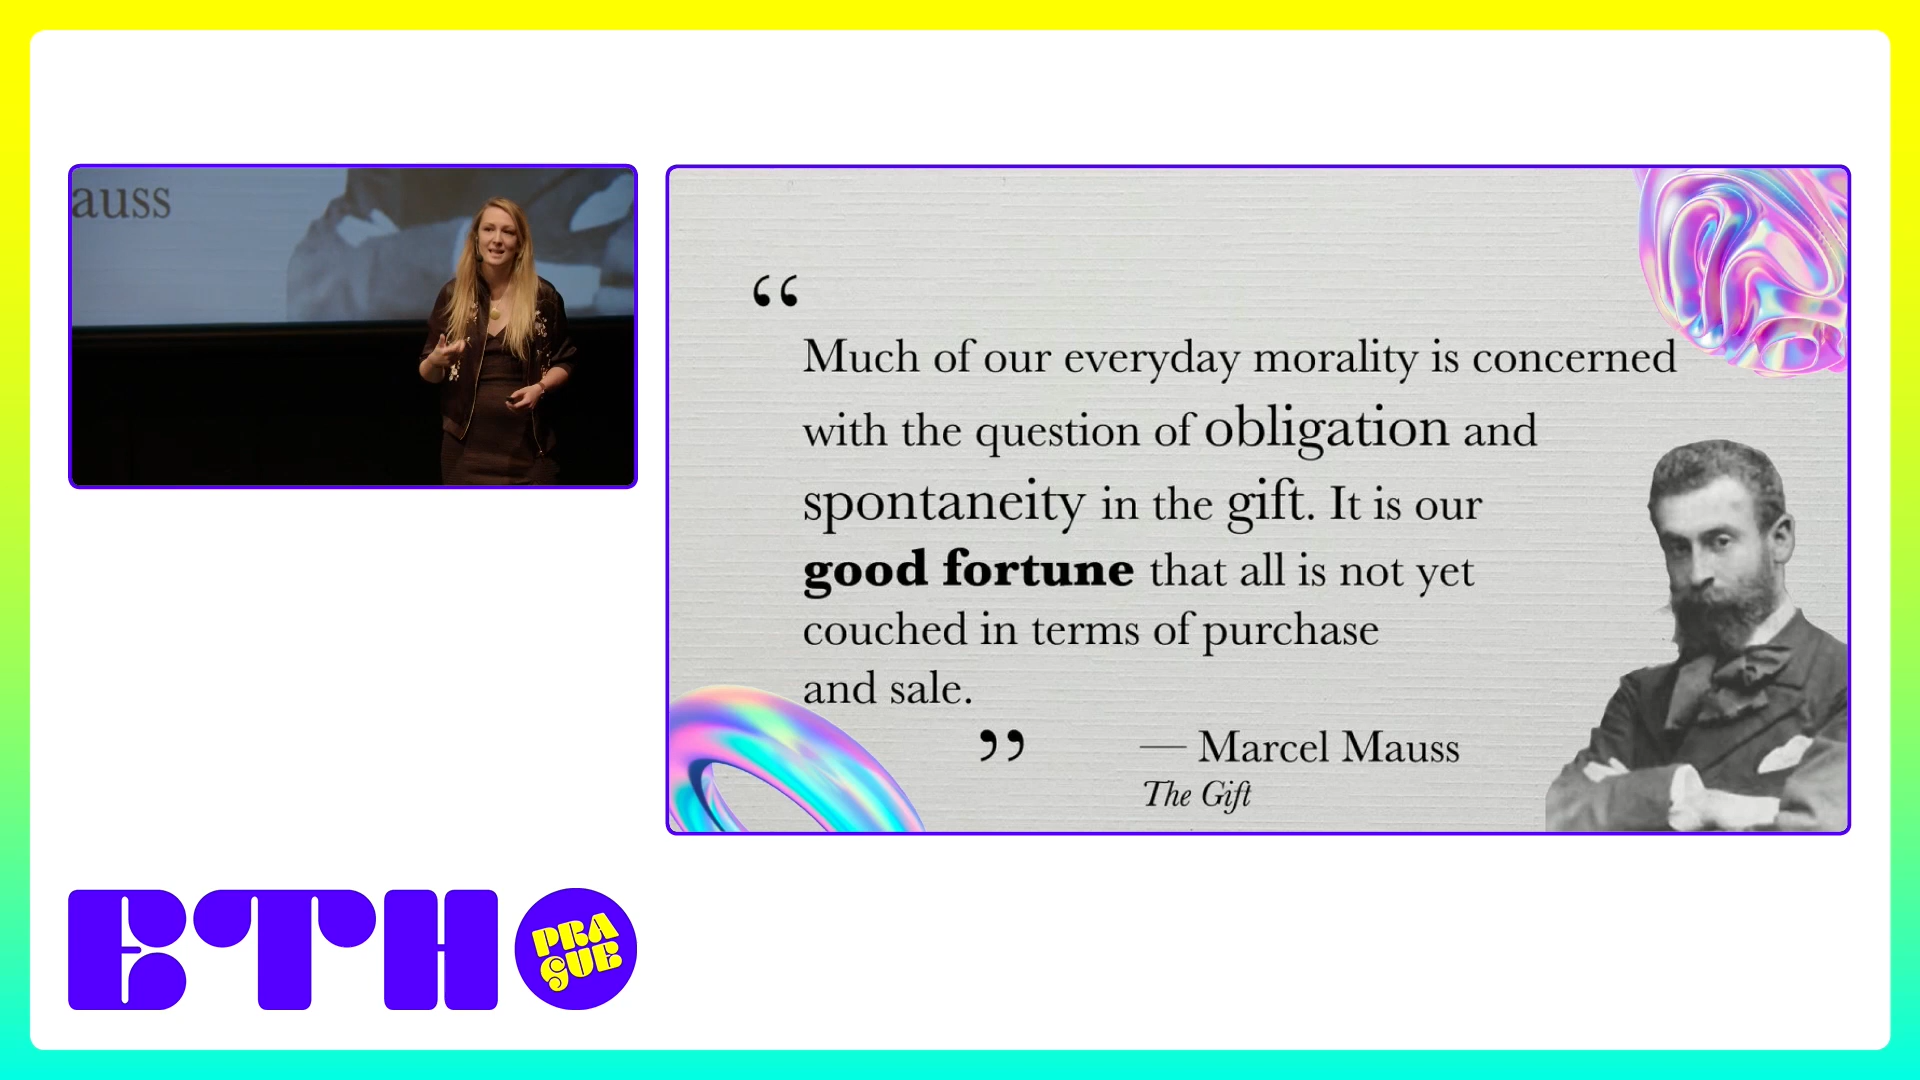 auss
“
Much of our everyday morality is concerned
with the question of obligation and
spontaneity in the gift. It is our
good fortune that all is not yet
couched in terms of purchase
and sale.
”
— Marcel Mauss
The Gift
ETH
PRA
GUE